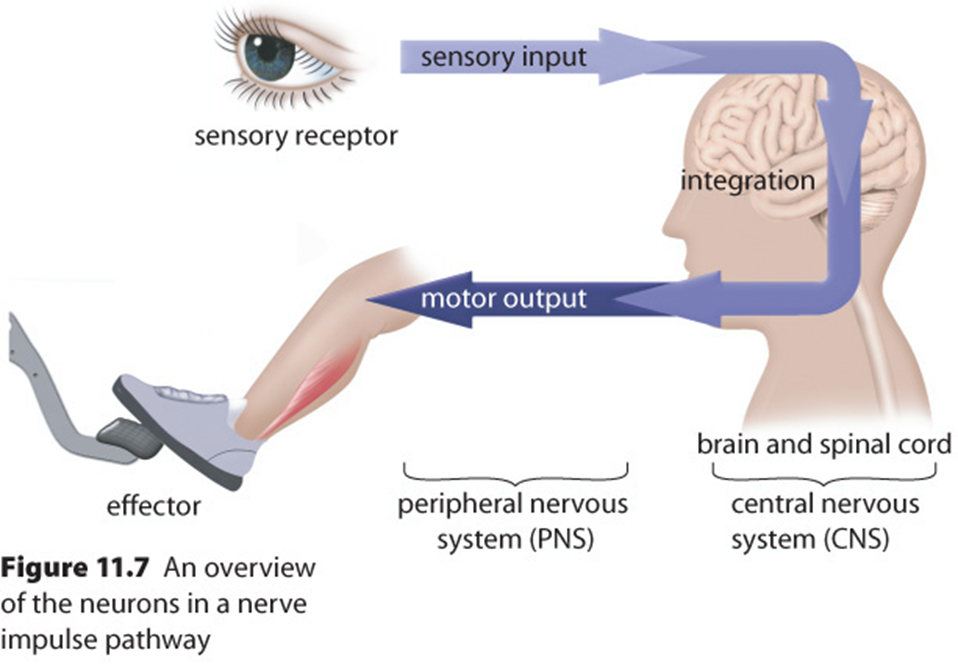 sensory input
sensory receptor
integration
motor output
brain and spinal cord
effector
peripheral nervous
system (PNS)
central nervous
system (CNS)
Figure 11.7 An overview
of the neurons in a nerve
impulse pathway